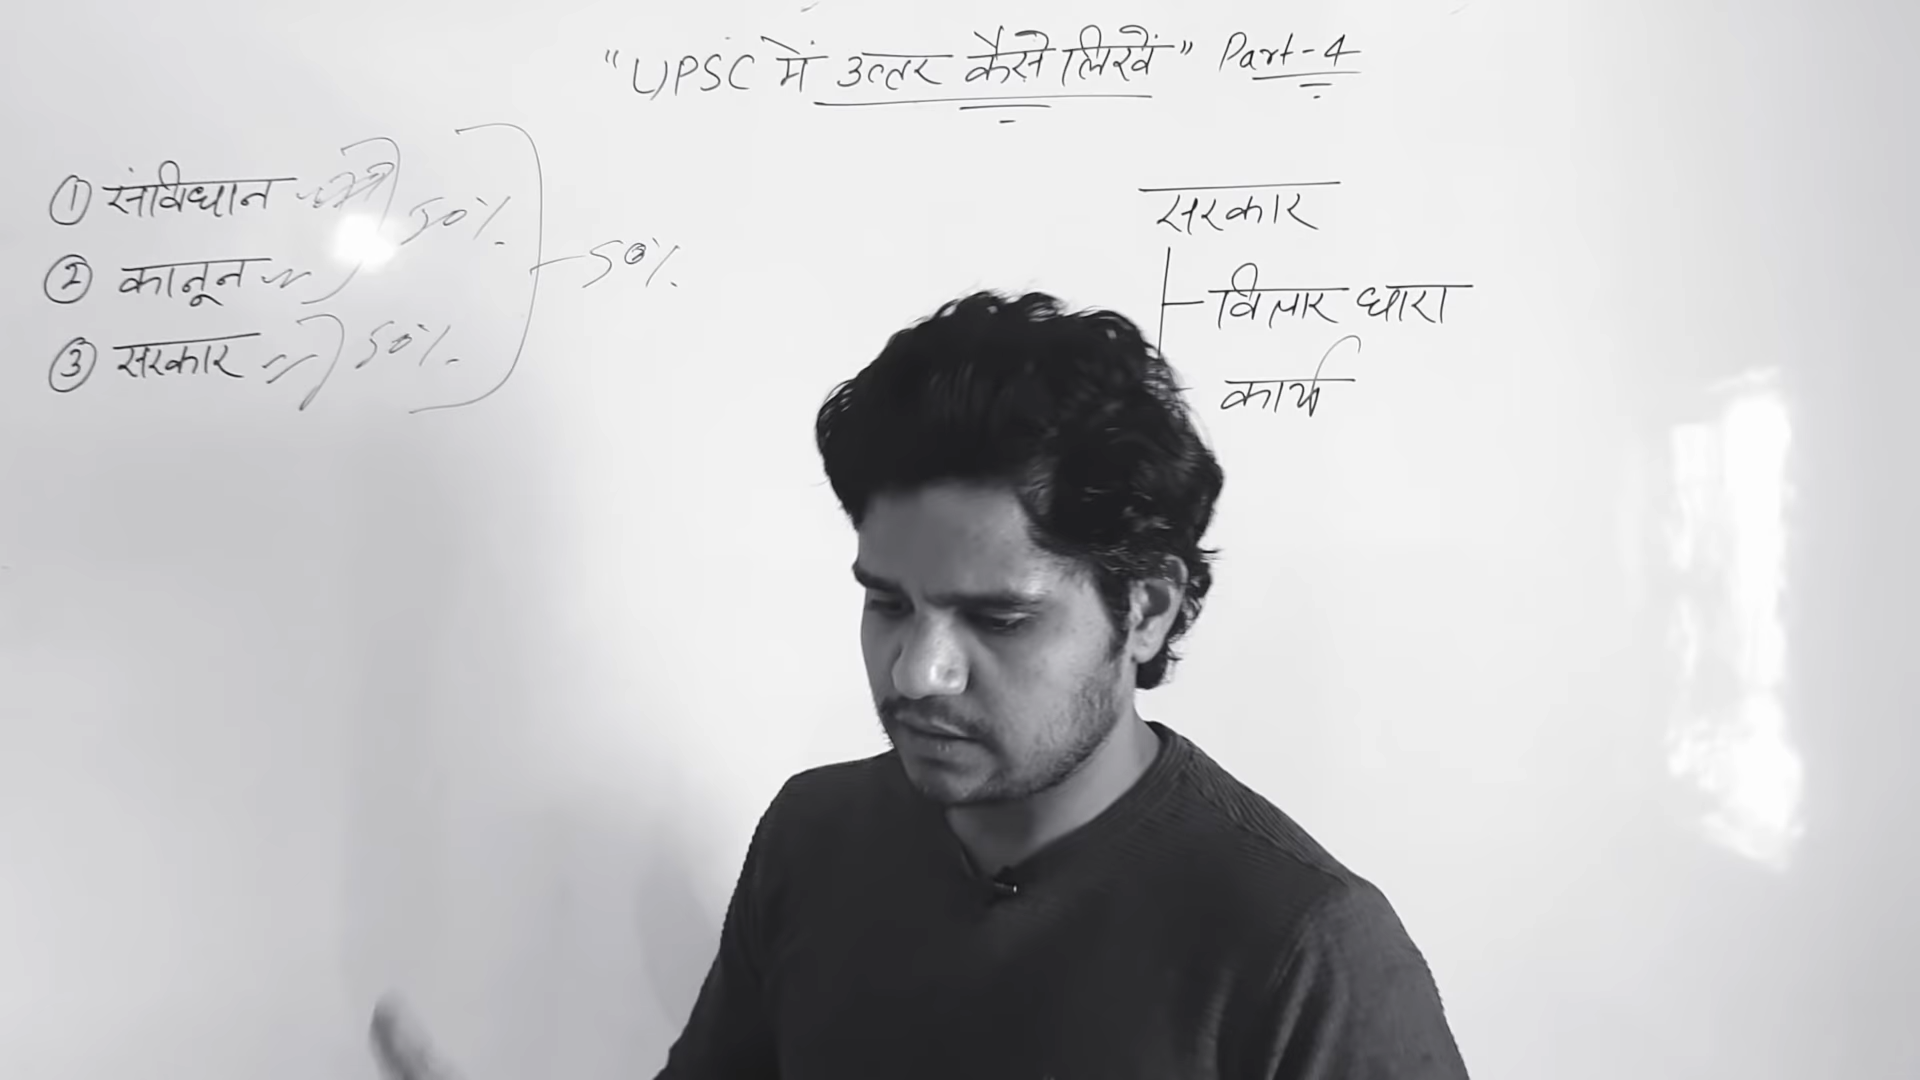 "UPSC में उत्तर कैसे लिखें" Part-4
① संविधान
② कानून
50%.
③ सरकार
50%.
50%.
सरकार
विचार धारा
कार्य